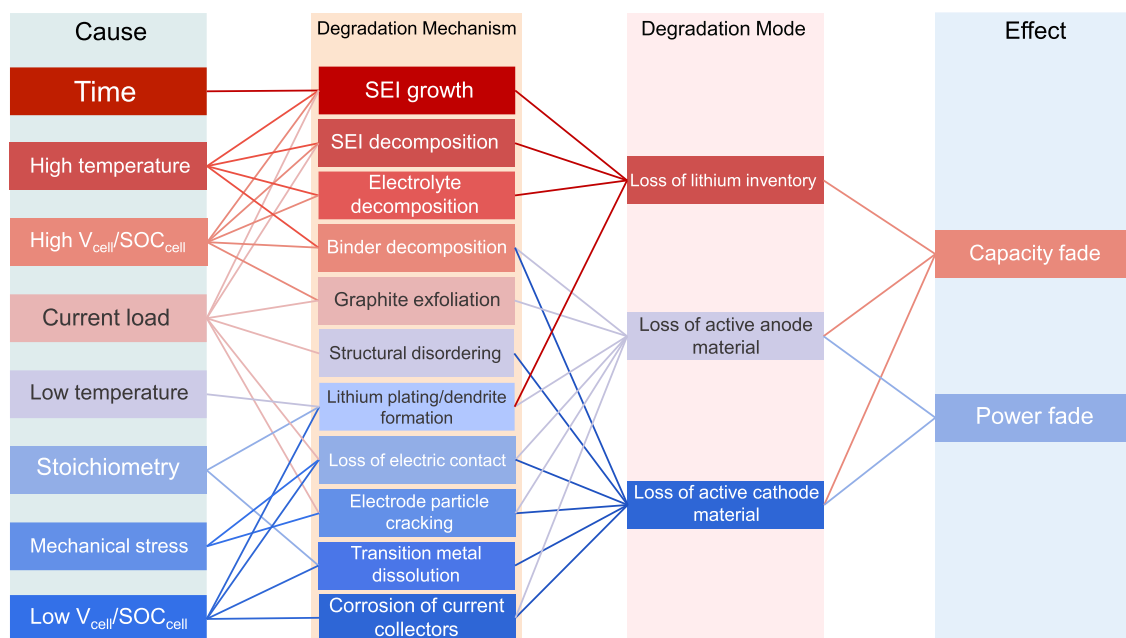 Cause
Degradation Mechanism
Degradation Mode
Effect
Time
High temperature
High Vcell/SOCcell
Current load
Low temperature
Stoichiometry
Mechanical stress
Low Vcell/SOCcell
SEI growth
SEI decomposition
Electrolyte
decomposition
Binder decomposition
Graphite exfoliation
Structural disordering
Lithium plating/dendrite
formation
Loss of electric contact
Electrode particle
cracking
Transition metal
dissolution
Corrosion of current
collectors
Loss of lithium inventory
Loss of active anode
material
Loss of active cathode
material
Capacity fade
Power fade